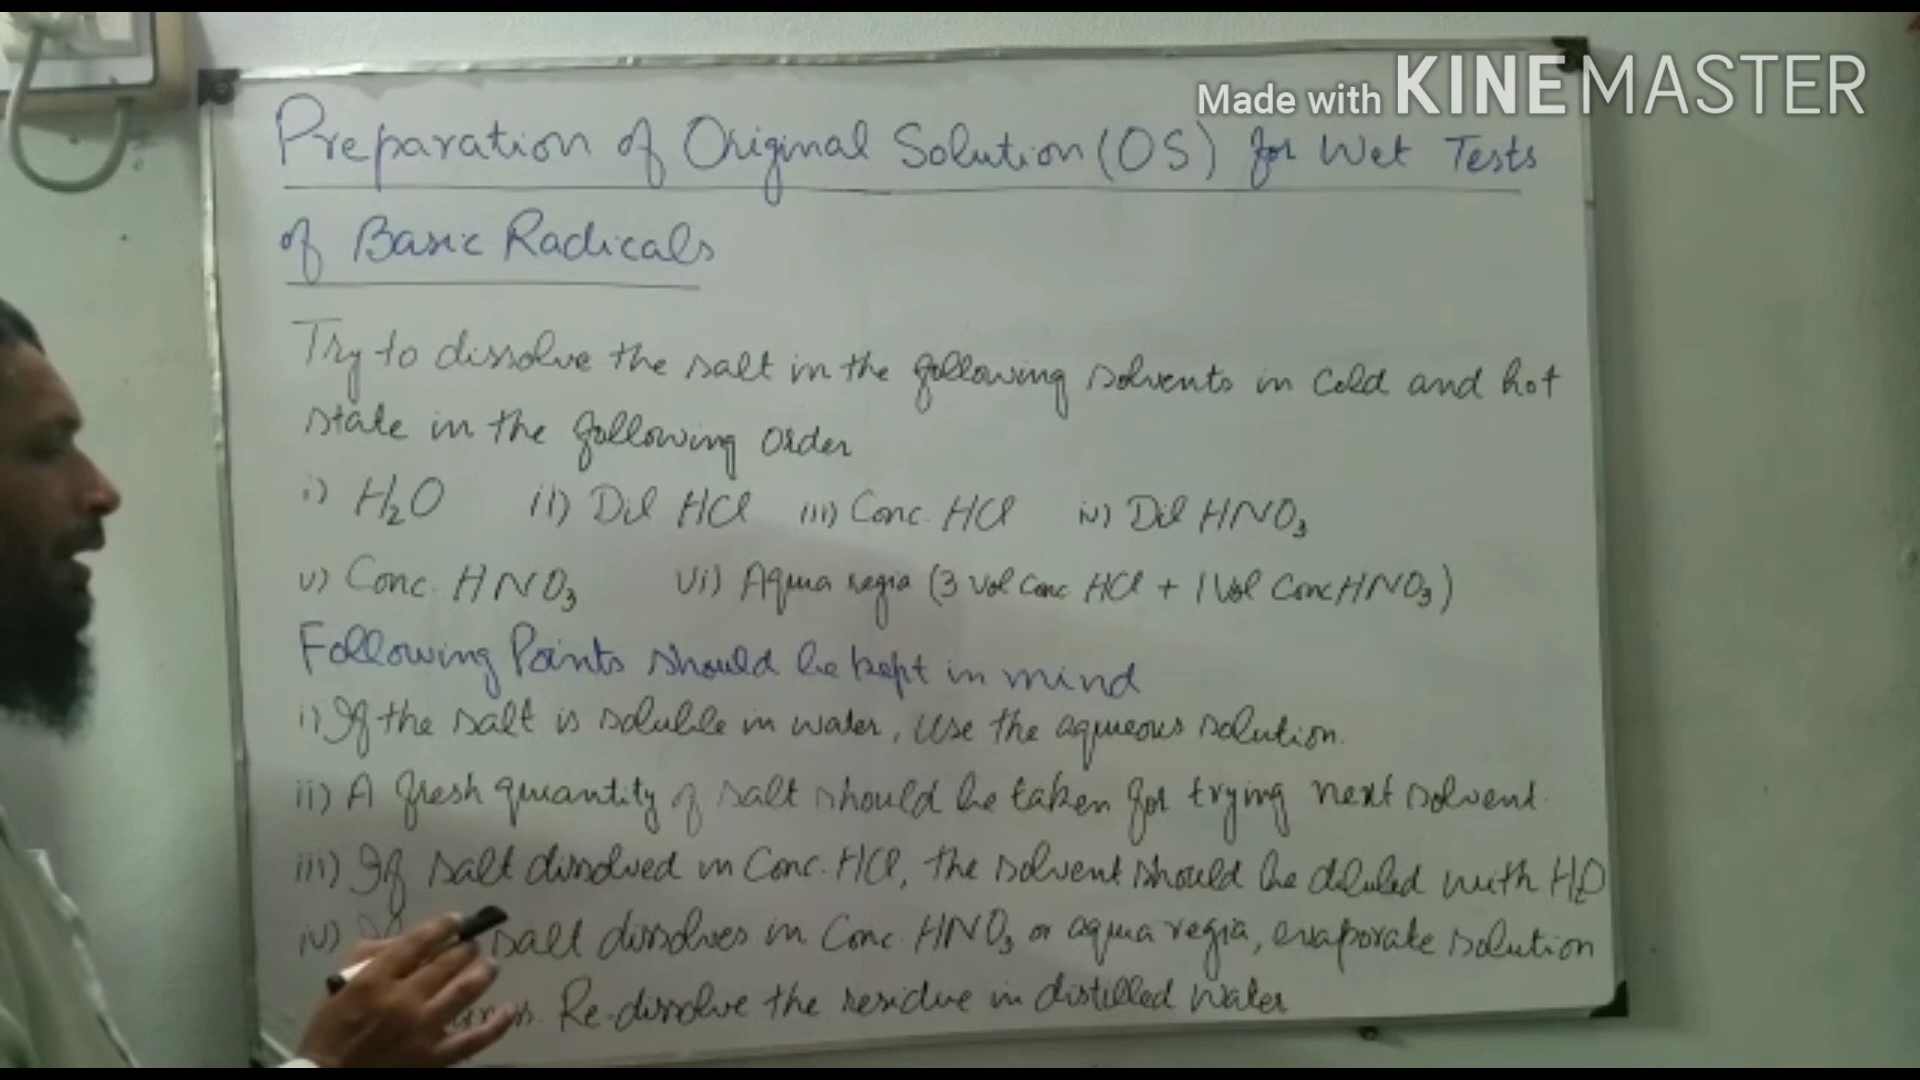 Made with KINEMASTER
Preparation of Original Solution (OS) for Wet Tests
of Basic Radicals
Try to dissolve the salt in the following solvents in cold and hot
state in the following order
i) H₂O ii) Dil HCl iii) Conc. HCl iv) Dil HNO₃
v) Conc. HNO₃ vi) Aqua regia (3 Vol Conc HCl + 1 Vol Conc HNO₃)
Following Points should be kept in mind
i) If the salt is soluble in water, Use the aqueous solution.
ii) A fresh quantity of salt should be taken for trying next solvent.
iii) If salt dissolved in Conc. HCl, the solvent should be diluted with H₂O
iv) salt dissolves in Conc. HNO₃ or aqua regia, evaporate solution
Re-dissolve the residue in distilled water